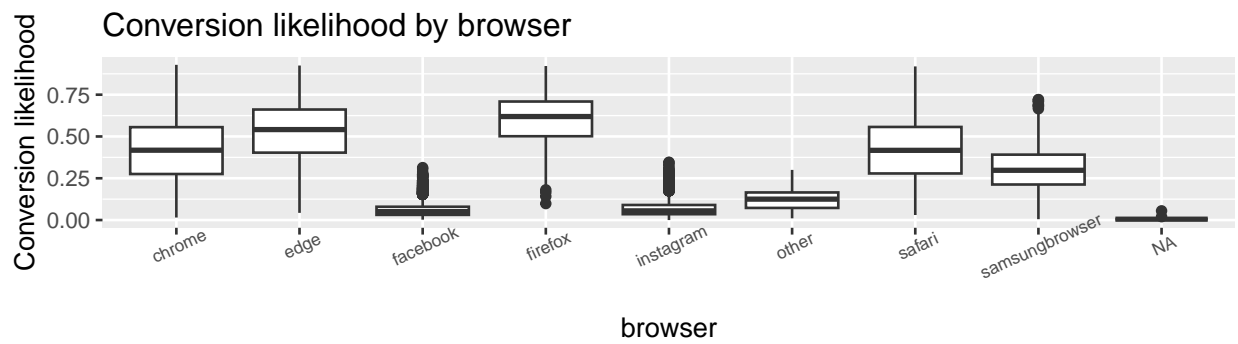 Conversion likelihood by browser
Conversion likelihood
0.75
0.50
0.25
0.00
chrome
edge
facebook
firefox
instagram
other
safari
samsungbrowser
NA
browser